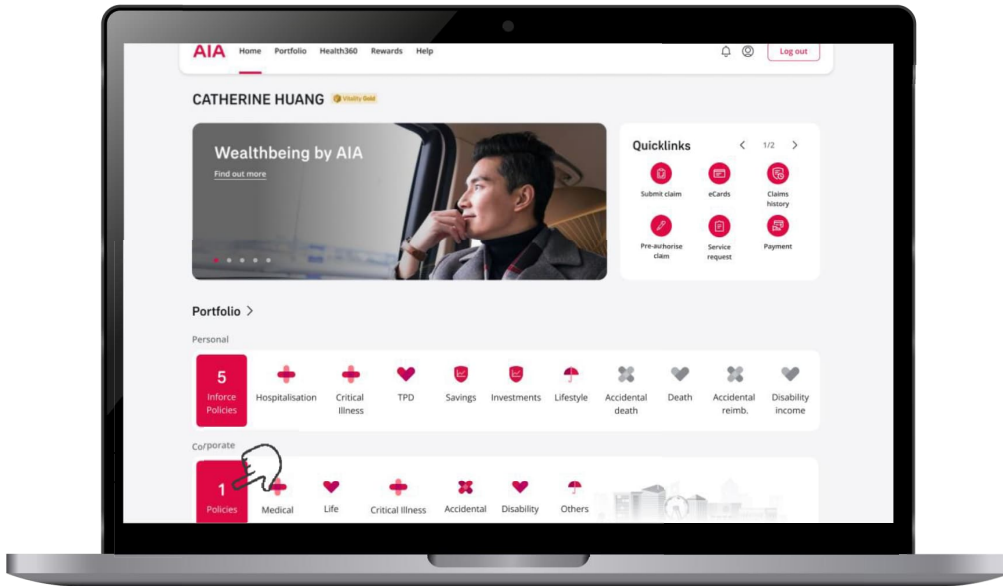 AIA Home Portfolio Health360 Rewards Help Log out
CATHERINE HUANG Vitality Gold
Wealthbeing by AIA
Find out more
Quicklinks 1/2
Submit claim eCards Claims
history
Pre-authorise
claim Service
request Payment
Portfolio >
Personal
5
Inforce
Policies
Hospitalisation
Critical
Illness
TPD
Savings
Investments
Lifestyle
Accidental
death
Death
Accidental
reimb.
Disability
income
Corporate
1
Policies
Medical
Life
Critical Illness
Accidental
Disability
Others